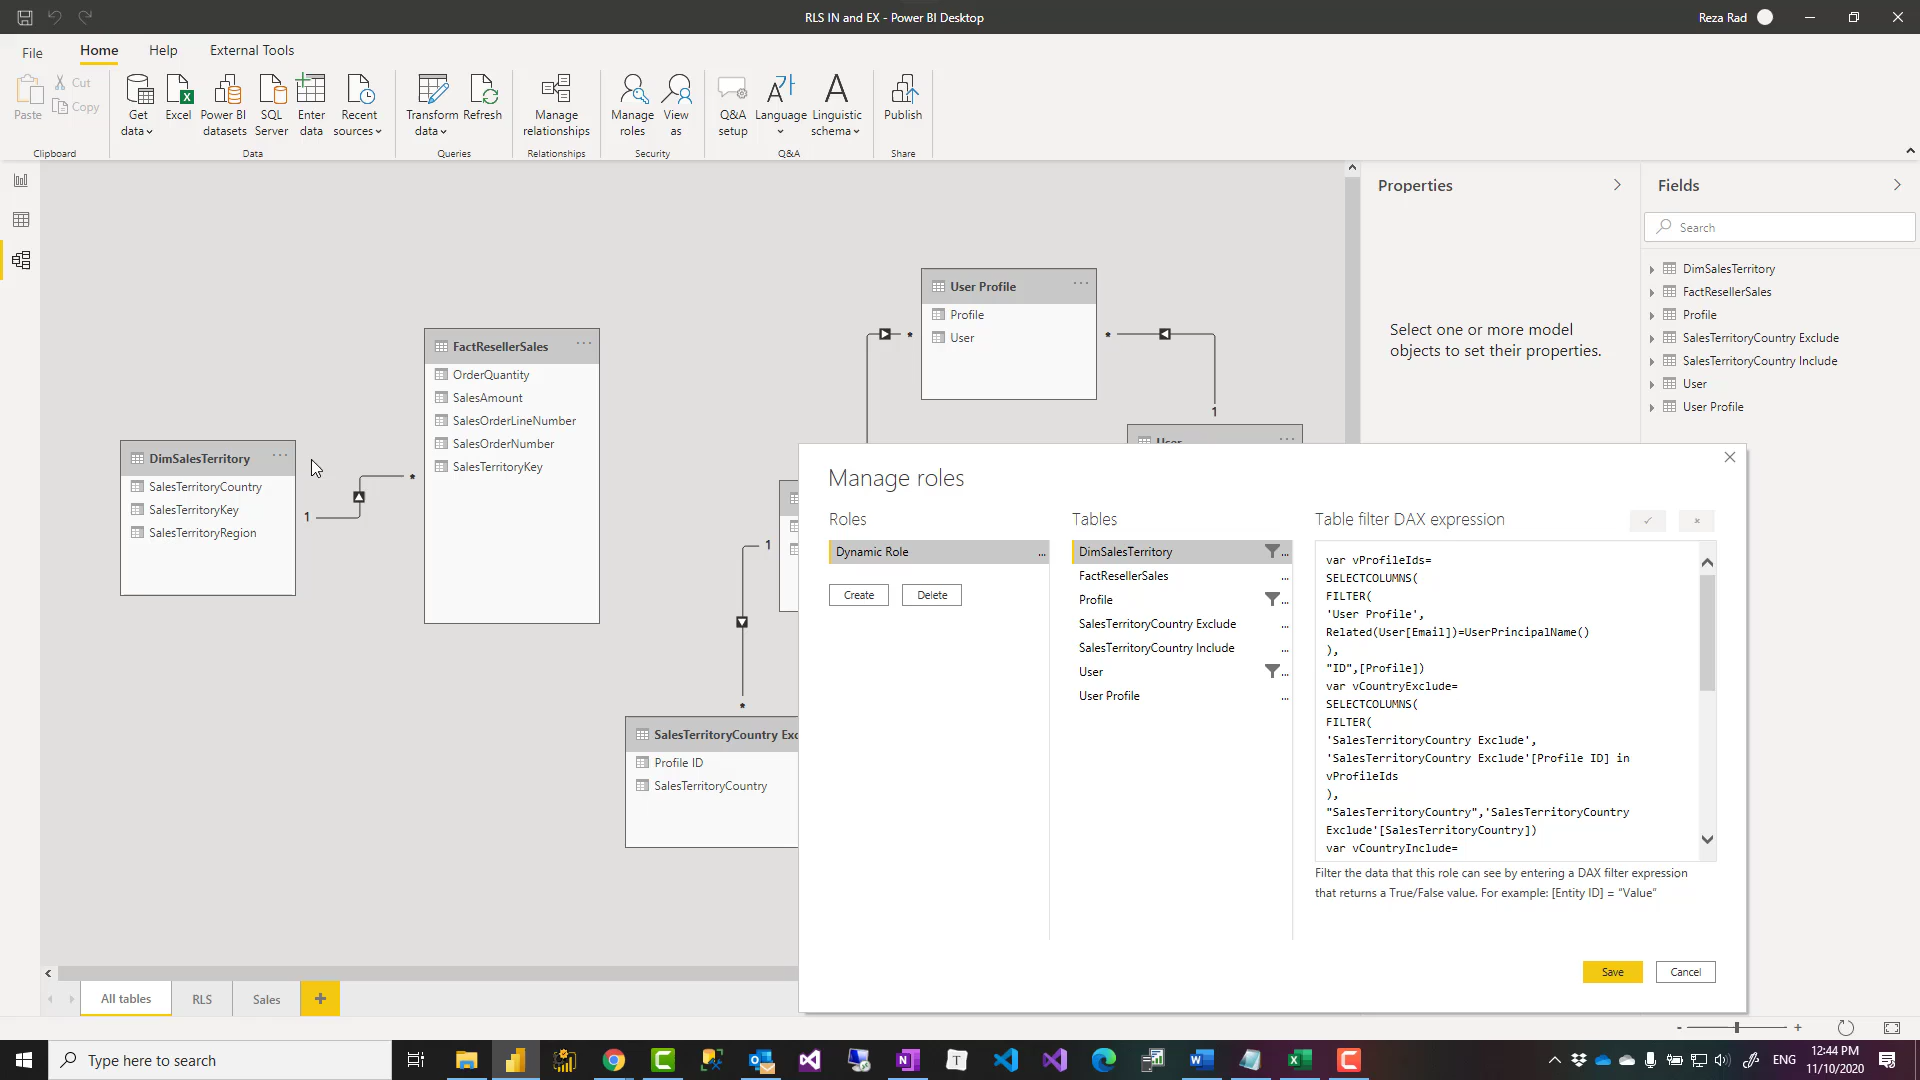 RLS IN and EX - Power BI Desktop
Reza Rad
File
Home
Help
External Tools
Paste
Cut
Copy
Get data
Excel
Power BI datasets
SQL Server
Enter data
Recent sources
Transform data
Refresh
Manage relationships
Manage roles
View as
Q&A setup
Language
Linguistic schema
Publish
Clipboard
Data
Queries
Relationships
Security
Q&A
Share
Properties
Select one or more model
objects to set their properties.
Fields
Search
DimSalesTerritory
FactResellerSales
Profile
SalesTerritoryCountry Exclude
SalesTerritoryCountry Include
User
User Profile
User Profile
Profile
User
*
*
1
User
FactResellerSales
OrderQuantity
SalesAmount
SalesOrderLineNumber
SalesOrderNumber
SalesTerritoryKey
DimSalesTerritory
SalesTerritoryCountry
SalesTerritoryKey
SalesTerritoryRegion
1
*
1
*
SalesTerritoryCountry Exc
Profile ID
SalesTerritoryCountry
Manage roles
Roles
Dynamic Role
...
Create
Delete
Tables
DimSalesTerritory ...
FactResellerSales ...
Profile ...
SalesTerritoryCountry Exclude ...
SalesTerritoryCountry Include ...
User ...
User Profile ...
Table filter DAX expression
var vProfileIds=
SELECTCOLUMNS(
FILTER(
'User Profile',
Related(User[Email])=UserPrincipalName()
),
"ID",[Profile])
var vCountryExclude=
SELECTCOLUMNS(
FILTER(
'SalesTerritoryCountry Exclude',
'SalesTerritoryCountry Exclude'[Profile ID] in
vProfileIds
),
"SalesTerritoryCountry",'SalesTerritoryCountry
Exclude'[SalesTerritoryCountry])
var vCountryInclude=
Filter the data that this role can see by entering a DAX filter expression
that returns a True/False value. For example: [Entity ID] = “Value”
Save
Cancel
All tables
RLS
Sales
+
- +
Type here to search
ENG
12:44 PM
11/10/2020